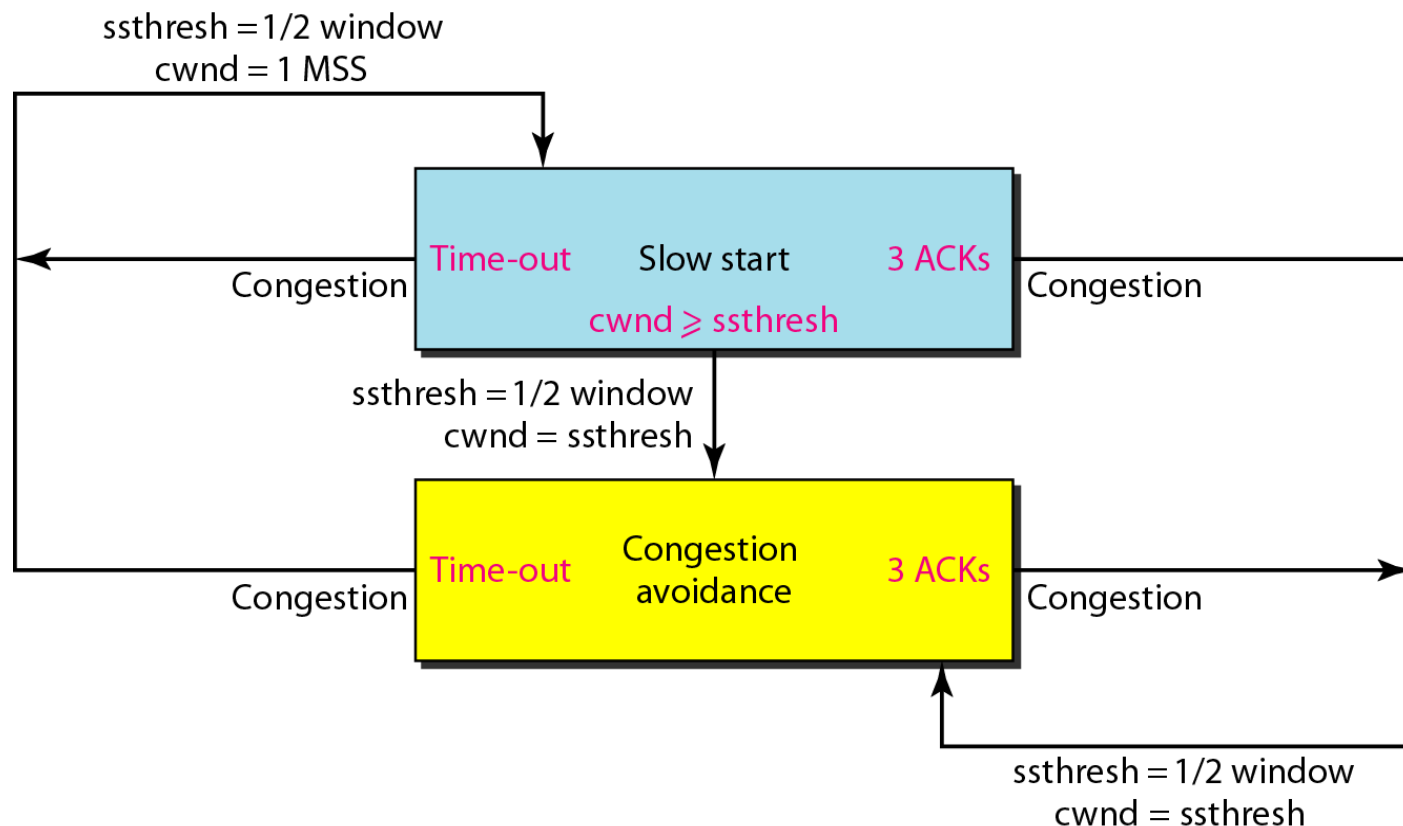 ssthresh = 1/2 window
cwnd = 1 MSS
Time-out Slow start 3 ACKs
Congestion Congestion
cwnd ⩾ ssthresh
ssthresh = 1/2 window
cwnd = ssthresh
Congestion
Time-out 3 ACKs
avoidance
Congestion Congestion
ssthresh = 1/2 window
cwnd = ssthresh